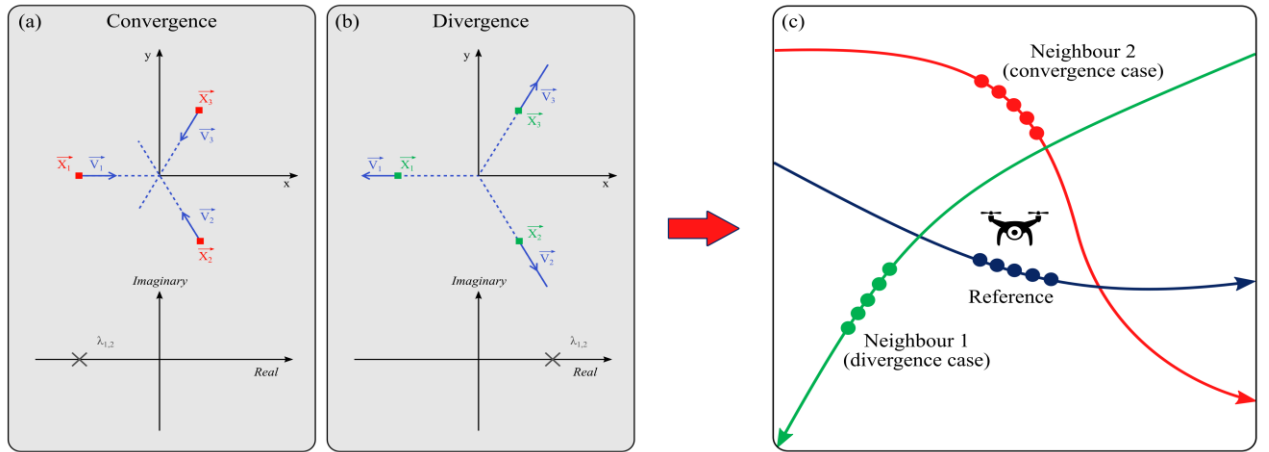 (a)
Convergence
y
X₃
V₃
X₁
V₁
x
V₂
X₂
Imaginary
λ₁,₂
Real
(b)
Divergence
y
V₃
X₃
V₁
X₁
x
X₂
V₂
Imaginary
λ₁,₂
Real
(c)
Neighbour 2
(convergence case)
Reference
Neighbour 1
(divergence case)